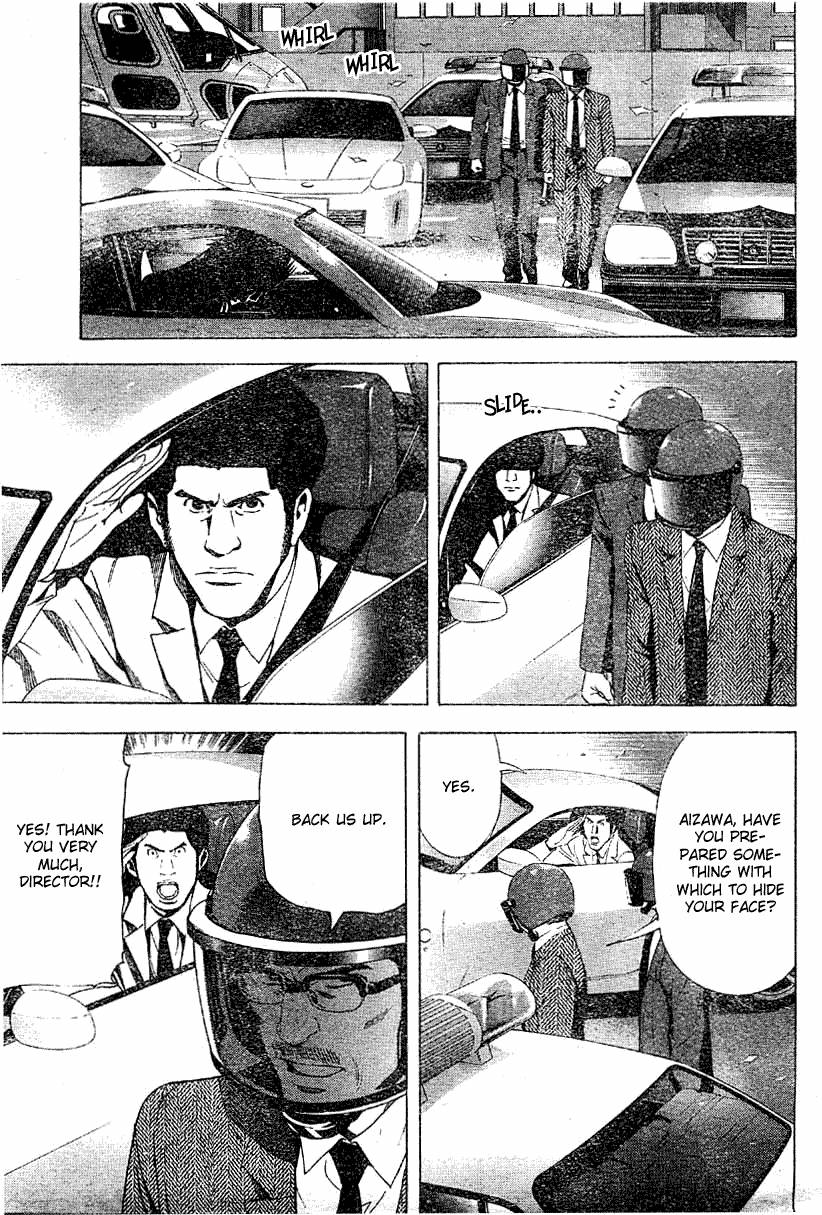 WHIRL
WHIRL
SLIDE..
AIZAWA, HAVE
YOU PRE-
PARED SOME-
THING WITH
WHICH TO HIDE
YOUR FACE?
YES.
BACK US UP.
YES! THANK
YOU VERY
MUCH,
DIRECTOR!!